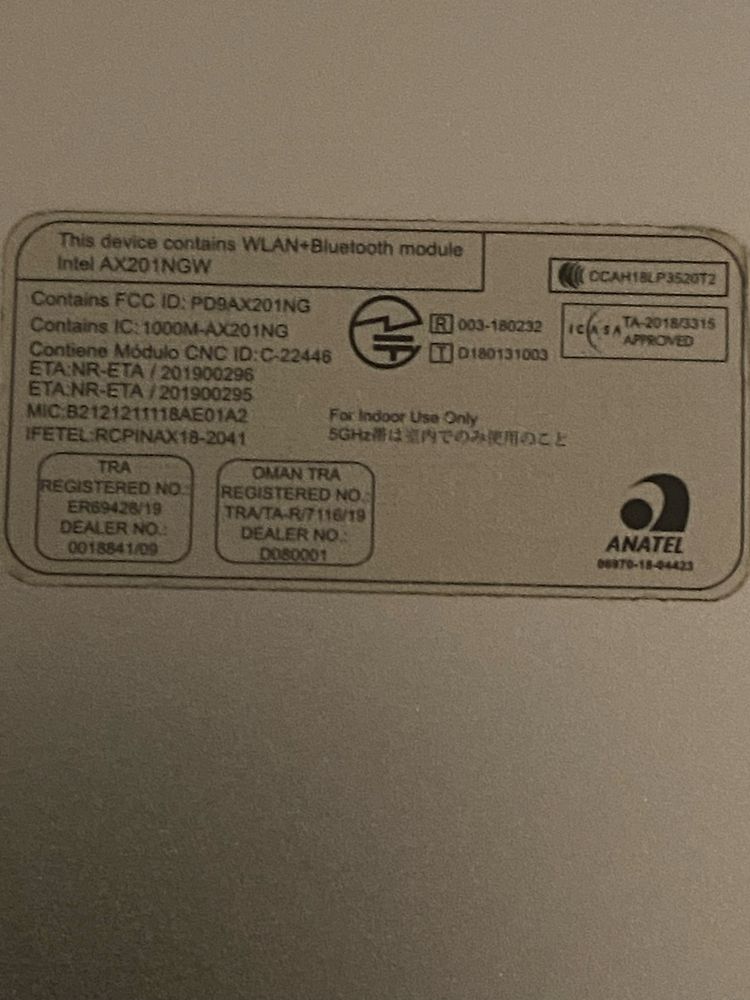 This device contains WLAN+Bluetooth module
Intel AX201NGW
CCAH18LP3520T2
Contains FCC ID: PD9AX201NG
Contains IC: 1000M-AX201NG
Contiene Módulo CNC ID: C-22446
ETA:NR-ETA / 201900296
ETA:NR-ETA / 201900295
MIC:B2121211118AE01A2
IFETEL:RCPINAX18-2041
R 003-180232
T D180131003
ICASA TA-2018/3315
APPROVED
For Indoor Use Only
5GHz帯は室内でのみ使用のこと
TRA
REGISTERED NO.:
ER69428/19
DEALER NO.:
0018841/09
OMAN TRA
REGISTERED NO.:
TRA/TA-R/7116/19
DEALER NO.:
D080001
ANATEL
06970-18-04423